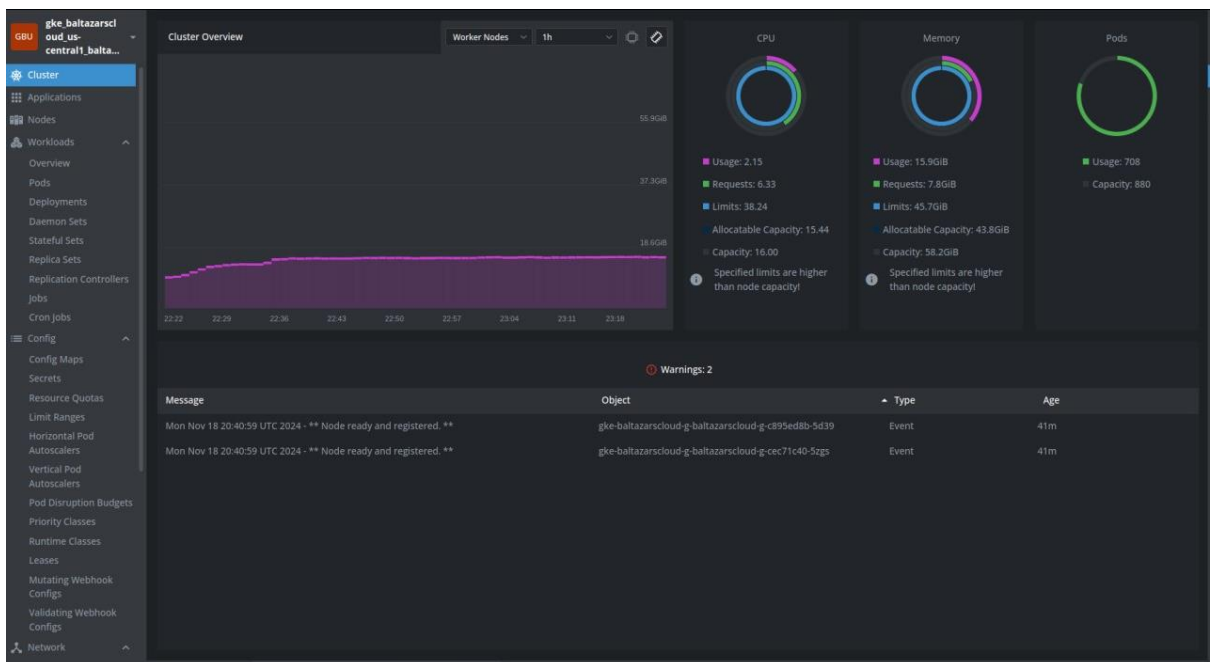 GBU
gke_baltazarscl
oud_us-
central1_balta...
Cluster
Applications
Nodes
Workloads
Overview
Pods
Deployments
Daemon Sets
Stateful Sets
Replica Sets
Replication Controllers
Jobs
Cron Jobs
Config
Config Maps
Secrets
Resource Quotas
Limit Ranges
Horizontal Pod
Autoscalers
Vertical Pod
Autoscalers
Pod Disruption Budgets
Priority Classes
Runtime Classes
Leases
Mutating Webhook
Configs
Validating Webhook
Configs
Network
Cluster Overview
Worker Nodes
1h
55.9GiB
37.3GiB
18.6GiB
22:22 22:29 22:36 22:43 22:50 22:57 23:04 23:11 23:18
CPU
Usage: 2.15
Requests: 6.33
Limits: 38.24
Allocatable Capacity: 15.44
Capacity: 16.00
Specified limits are higher
than node capacity!
Memory
Usage: 15.9GiB
Requests: 7.8GiB
Limits: 45.7GiB
Allocatable Capacity: 43.8GiB
Capacity: 58.2GiB
Specified limits are higher
than node capacity!
Pods
Usage: 708
Capacity: 880
Warnings: 2
Message Object Type Age
Mon Nov 18 20:40:59 UTC 2024 - ** Node ready and registered. ** gke-baltazarscloud-g-baltazarscloud-g-c895ed8b-5d39 Event 41m
Mon Nov 18 20:40:59 UTC 2024 - ** Node ready and registered. ** gke-baltazarscloud-g-baltazarscloud-g-cec71c40-5zgs Event 41m